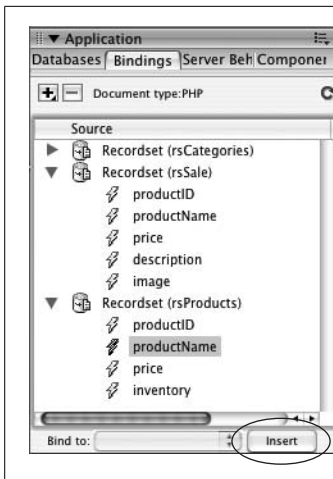 Application
Databases Bindings Server Beh Componer
Document type:PHP
Source
Recordset (rsCategories)
Recordset (rsSale)
productID
productName
price
description
image
Recordset (rsProducts)
productID
productName
price
inventory
Bind to:
Insert